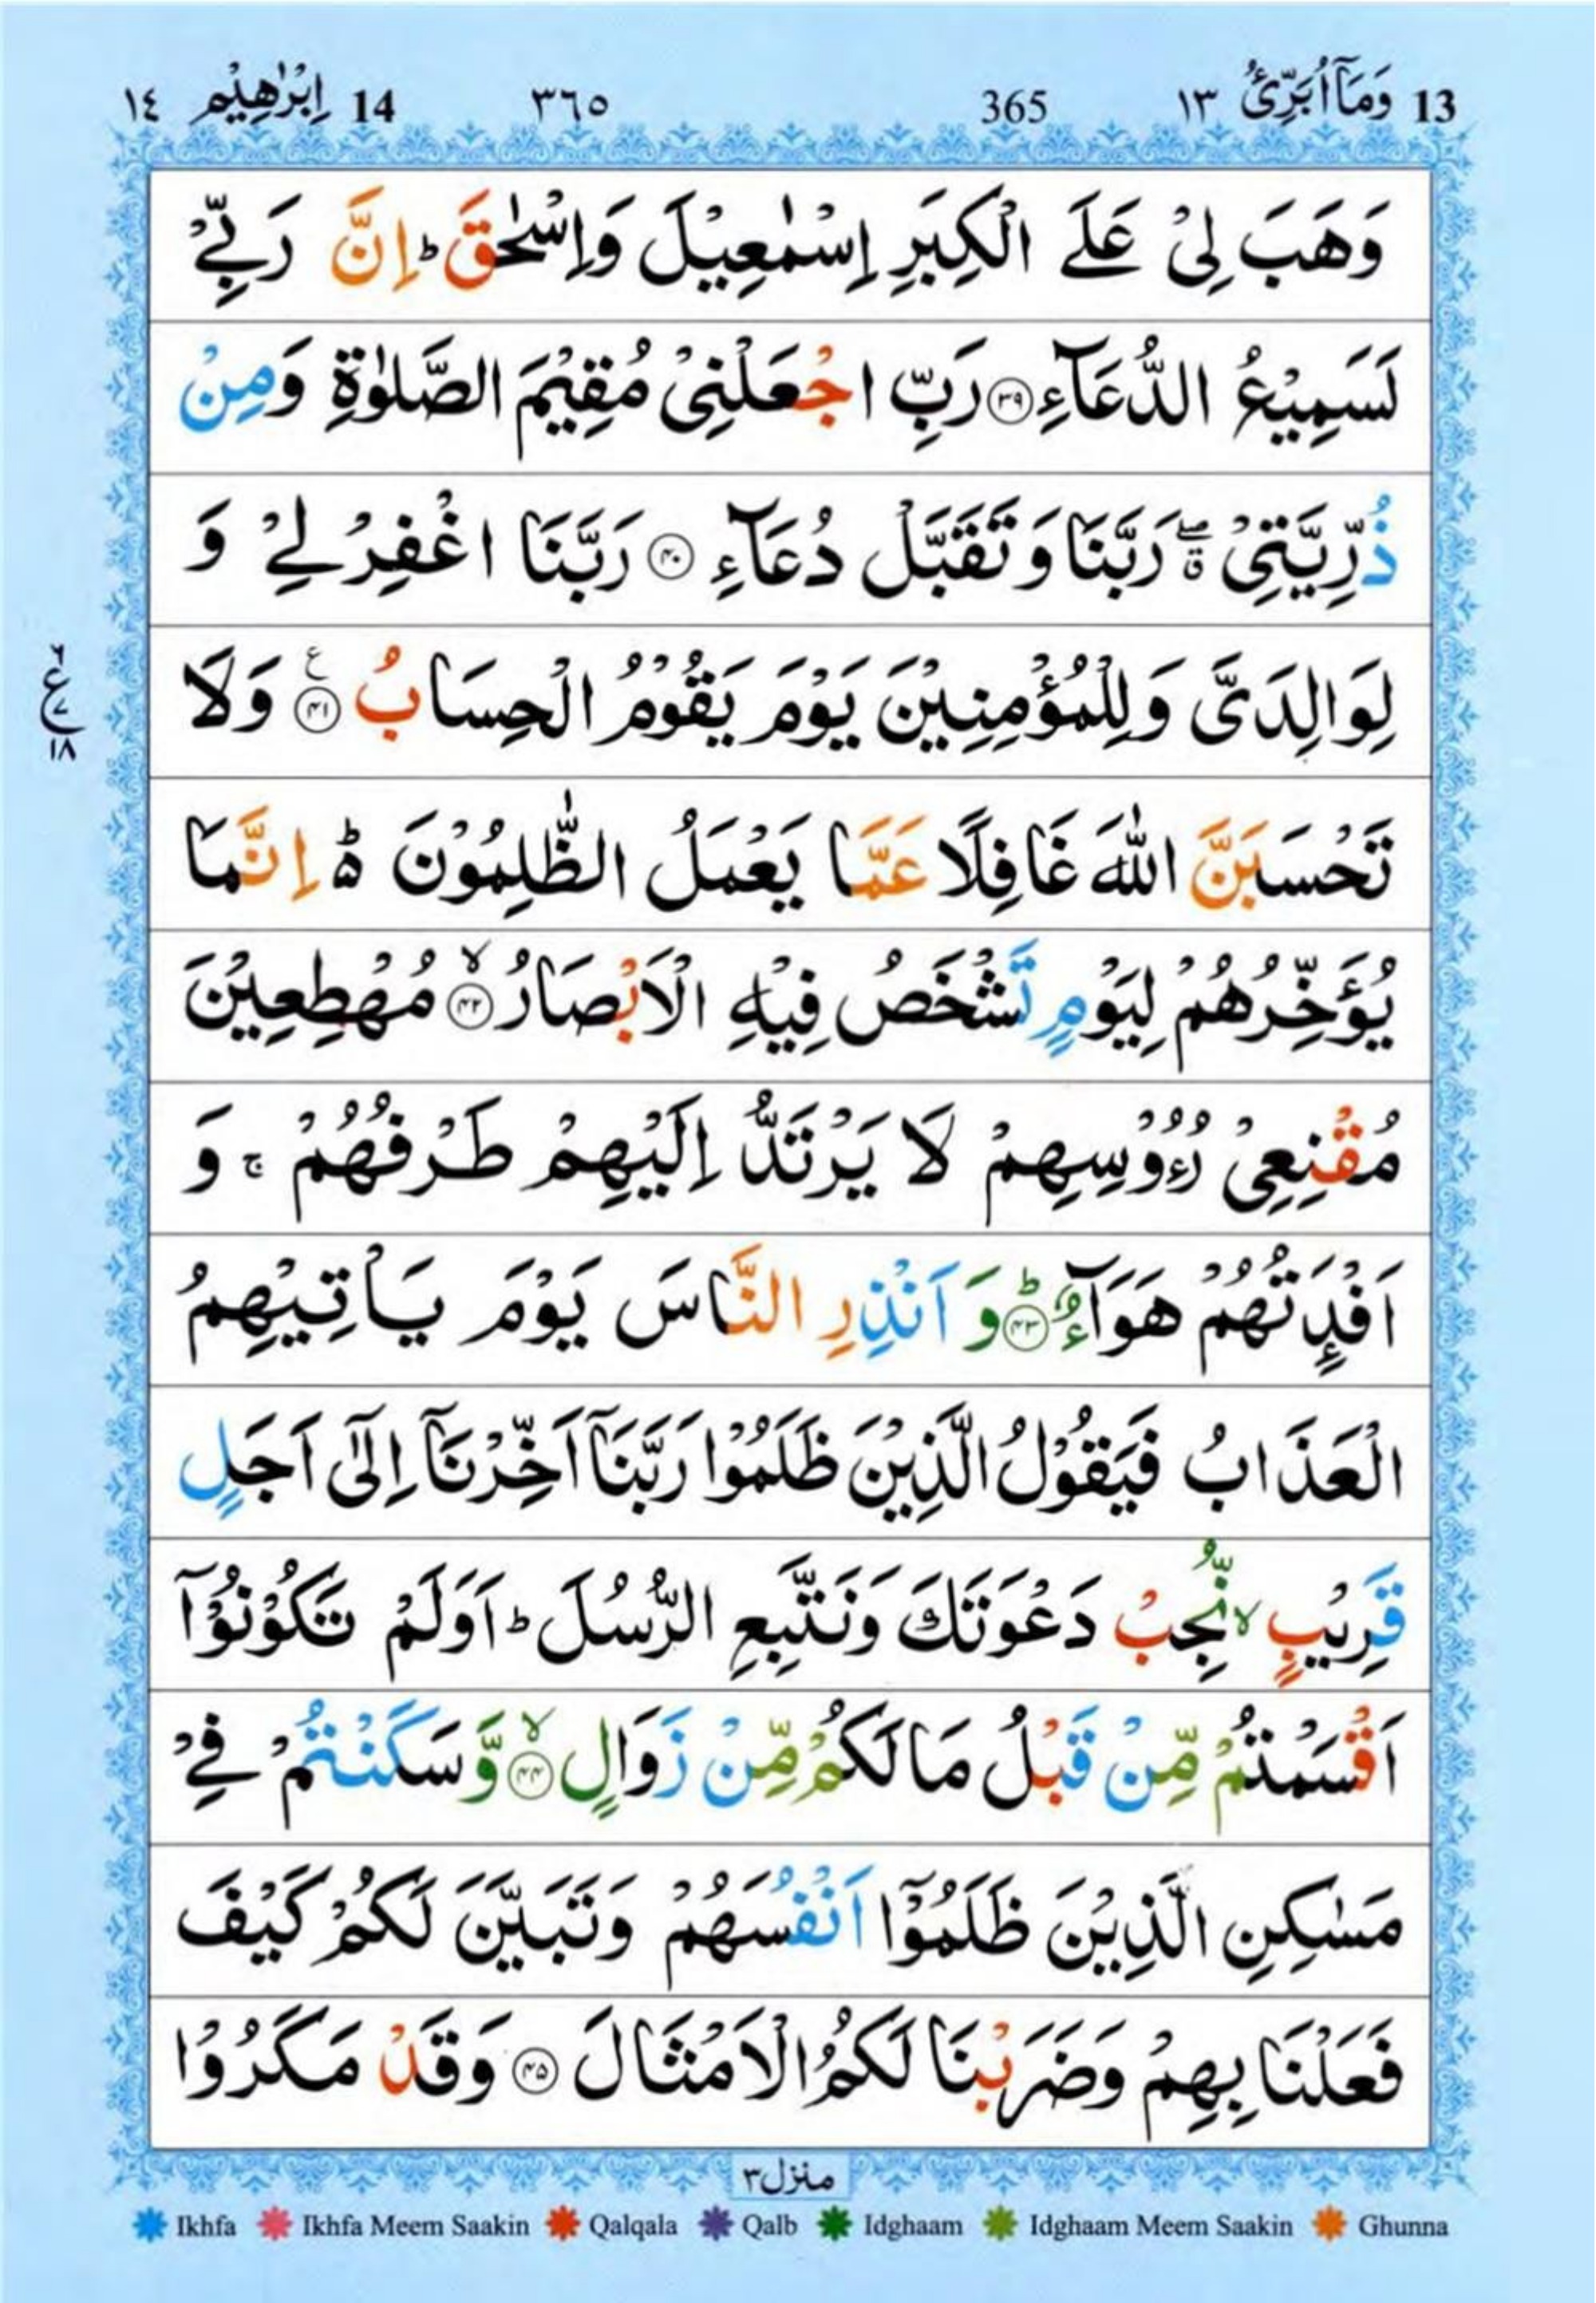 13 وَمَآ اُبَرِّئُ ١٣ 365 ٣٦٥ 14 اِبْرٰهِيْم ١٤
وَهَبَ لِيْ عَلَے الْكِبَرِ اِسْمٰعِيْلَ وَاِسْحٰقَ ؕ اِنَّ رَبِّيْ
لَسَمِيْعُ الدُّعَآءِ ۝٣٩ رَبِّ اجْعَلْنِيْ مُقِيْمَ الصَّلٰوةِ وَمِنْ
ذُرِّيَّتِيْ ۖۗ رَبَّنَا وَتَقَبَّلْ دُعَآءِ ۝٤٠ رَبَّنَا اغْفِرْ لِيْ وَ
لِوَالِدَيَّ وَلِلْمُؤْمِنِيْنَ يَوْمَ يَقُوْمُ الْحِسَابُ ۝٤١ ع وَلَا
٦ ع ٧ ١٨
تَحْسَبَنَّ اللّٰهَ غَافِلًا عَمَّا يَعْمَلُ الظّٰلِمُوْنَ ؕ۬ اِنَّمَا
يُؤَخِّرُهُمْ لِيَوْمٍ تَشْخَصُ فِيْهِ الْاَبْصَارُ ۝٤٢ۙ مُهْطِعِيْنَ
مُقْنِعِيْ رُءُوْسِهِمْ لَا يَرْتَدُّ اِلَيْهِمْ طَرْفُهُمْ ۚ وَ
اَفْـِٕدَتُهُمْ هَوَآءٌ ۝٤٣ؕ وَ اَنْذِرِ النَّاسَ يَوْمَ يَاْتِيْهِمُ
الْعَذَابُ فَيَقُوْلُ الَّذِيْنَ ظَلَمُوْا رَبَّنَآ اَخِّرْنَآ اِلٰٓى اَجَلٍ
قَرِيْبٍ ۙ نُّجِبْ دَعْوَتَكَ وَنَتَّبِعِ الرُّسُلَ ؕ اَوَلَمْ تَكُوْنُوْٓا
اَقْسَمْتُمْ مِّنْ قَبْلُ مَا لَكُمْ مِّنْ زَوَالٍ ۝٤٤ۙ وَّ سَكَنْتُمْ فِيْ
مَسٰكِنِ الَّذِيْنَ ظَلَمُوْٓا اَنْفُسَهُمْ وَتَبَيَّنَ لَكُمْ كَيْفَ
فَعَلْنَا بِهِمْ وَضَرَبْنَا لَكُمُ الْاَمْثَالَ ۝٤٥ وَقَدْ مَكَرُوْا
منزل٣
Ikhfa Ikhfa Meem Saakin Qalqala Qalb Idghaam Idghaam Meem Saakin Ghunna